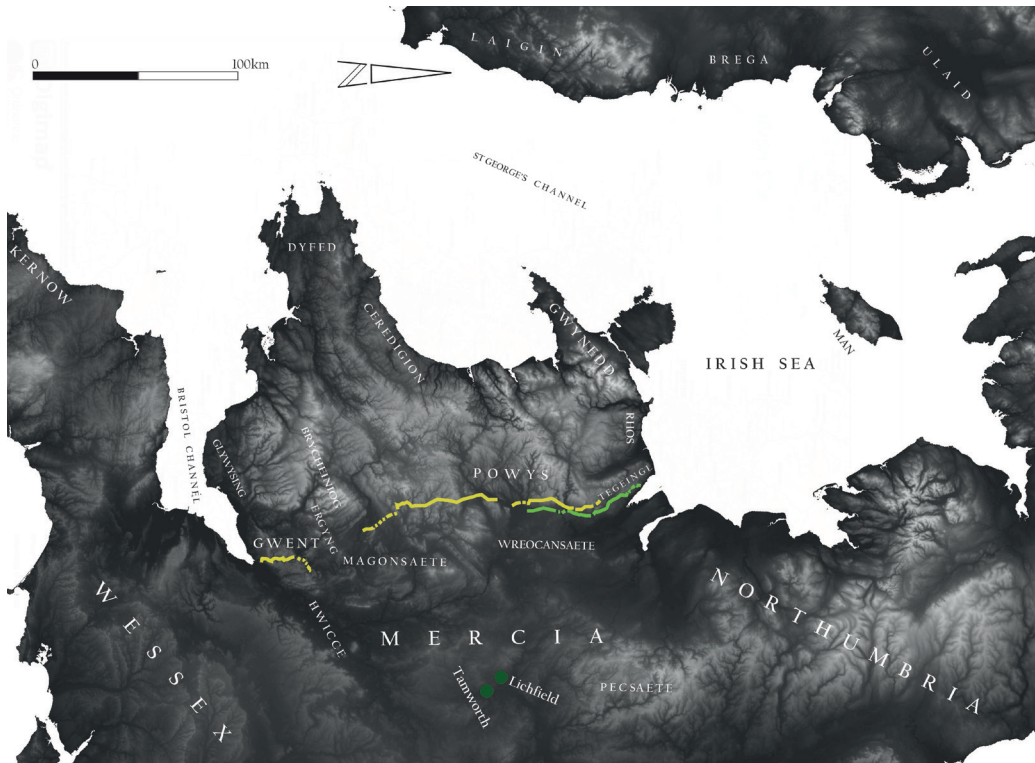 0 100km
LAIGIN
BREGA
ULAID
ST GEORGE'S CHANNEL
DYFED
KERNOW
CEREDIGION
GWYNEDD
MAN
IRISH SEA
BRISTOL CHANNEL
GLYWYSING
BRYCHEINIOG
RHOS
POWYS
TEGEINGL
ERGYNG
GWENT
MAGONSAETE
WREOCANSAETE
HWICCE
WESSEX
MERCIA
NORTHUMBRIA
PECSAETE
Tamworth
Lichfield